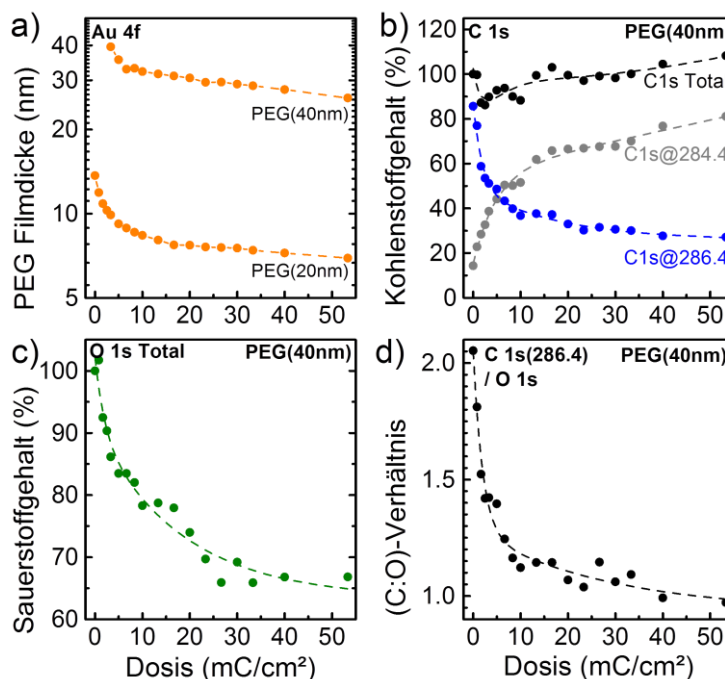 a)
Au 4f
PEG Filmdicke (nm)
40
30
20
10
5
PEG(40nm)
PEG(20nm)
0 10 20 30 40 50
b)
C 1s
PEG(40nm)
Kohlenstoffgehalt (%)
120
100
80
60
40
20
0
C1s Total
C1s@284.4
C1s@286.4
0 10 20 30 40 50
c)
O 1s Total
PEG(40nm)
Sauerstoffgehalt (%)
100
90
80
70
60
0 10 20 30 40 50
Dosis (mC/cm²)
d)
C 1s(286.4)
/ O 1s
PEG(40nm)
(C:O)-Verhältnis
2.0
1.5
1.0
0 10 20 30 40 50
Dosis (mC/cm²)